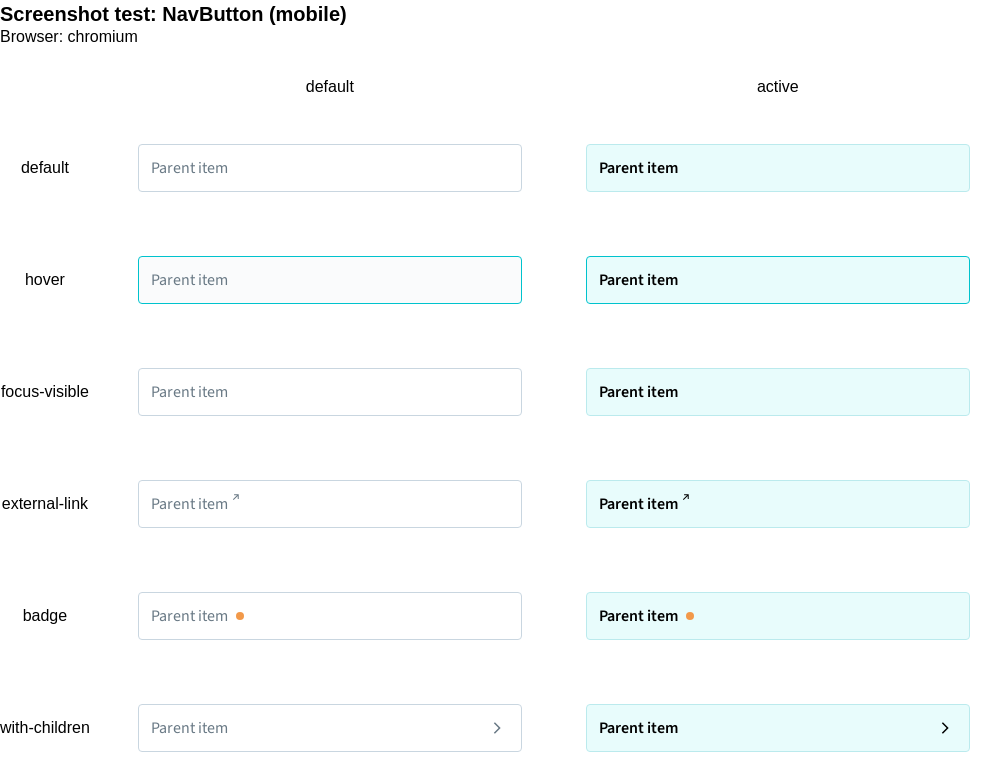 Screenshot test: NavButton (mobile)
Browser: chromium
default active
default Parent item Parent item
hover Parent item Parent item
focus-visible Parent item Parent item
external-link Parent item Parent item
badge Parent item Parent item
with-children Parent item Parent item